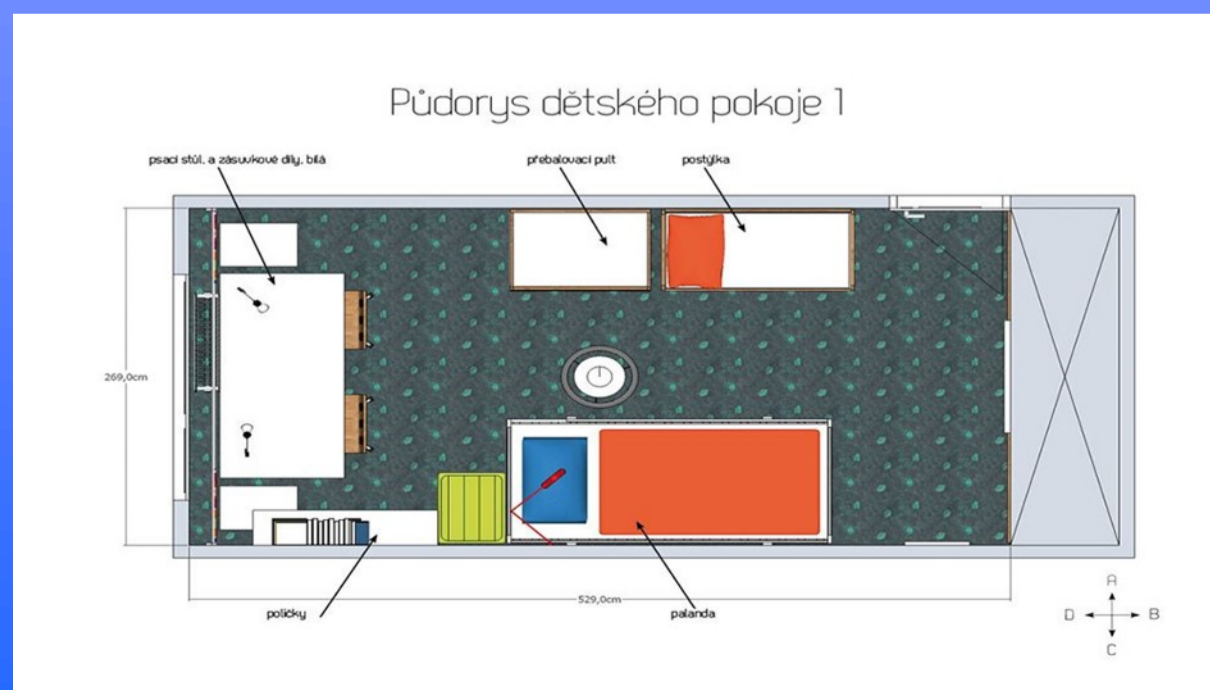 Půdorys dětského pokoje 1
psací stůl, a zásuvkové díly, bílá
přebalovací pult
postýlka
269,0cm
529,0cm
poličky
palanda
A
D B
C